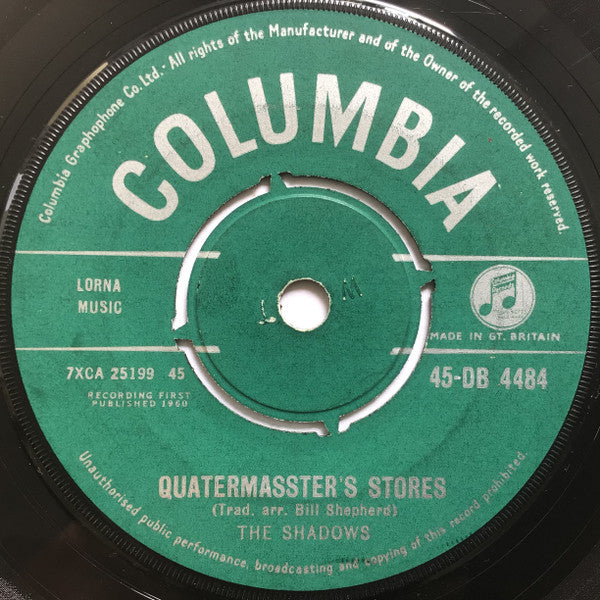 Columbia Graphophone Co. Ltd. · All rights of the Manufacturer and of the Owner of the recorded work reserved.
COLUMBIA
LORNA
MUSIC
MADE IN GT. BRITAIN
7XCA 25199 45
45-DB 4484
RECORDING FIRST
PUBLISHED 1960
QUATERMASSTER'S STORES
(Trad. arr. Bill Shepherd)
THE SHADOWS
Unauthorised public performance, broadcasting and copying of this record prohibited.